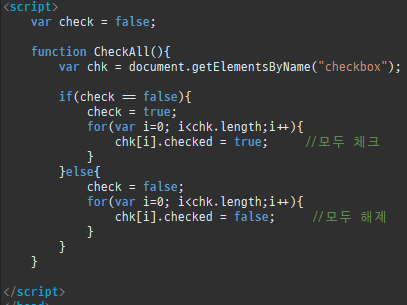 <script>
var check = false;
function CheckAll(){
var chk = document.getElementsByName("checkbox");
if(check == false){
check = true;
for(var i=0; i<chk.length;i++){
chk[i].checked = true; //모두 체크
}
}else{
check = false;
for(var i=0; i<chk.length;i++){
chk[i].checked = false; //모두 해제
}
}
}
</script>